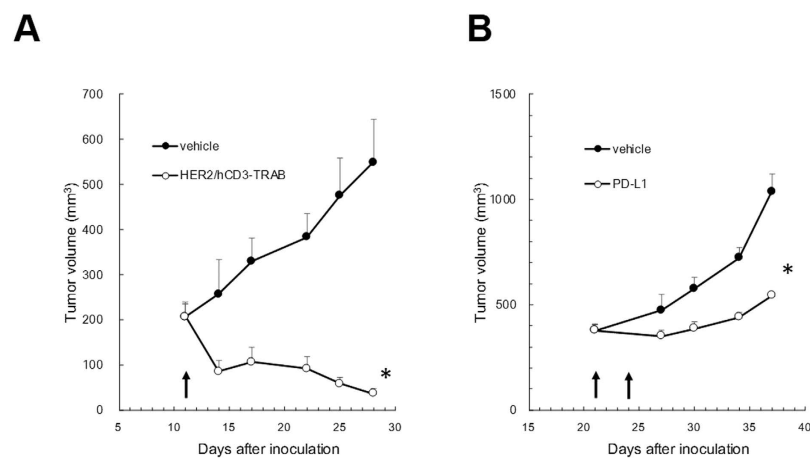 A
Tumor volume (mm³)
700
600
500
400
300
200
100
0
vehicle
HER2/hCD3-TRAB
*
5
10
15
20
25
30
Days after inoculation
B
Tumor volume (mm³)
1500
1000
500
0
vehicle
PD-L1
*
15
20
25
30
35
40
Days after inoculation